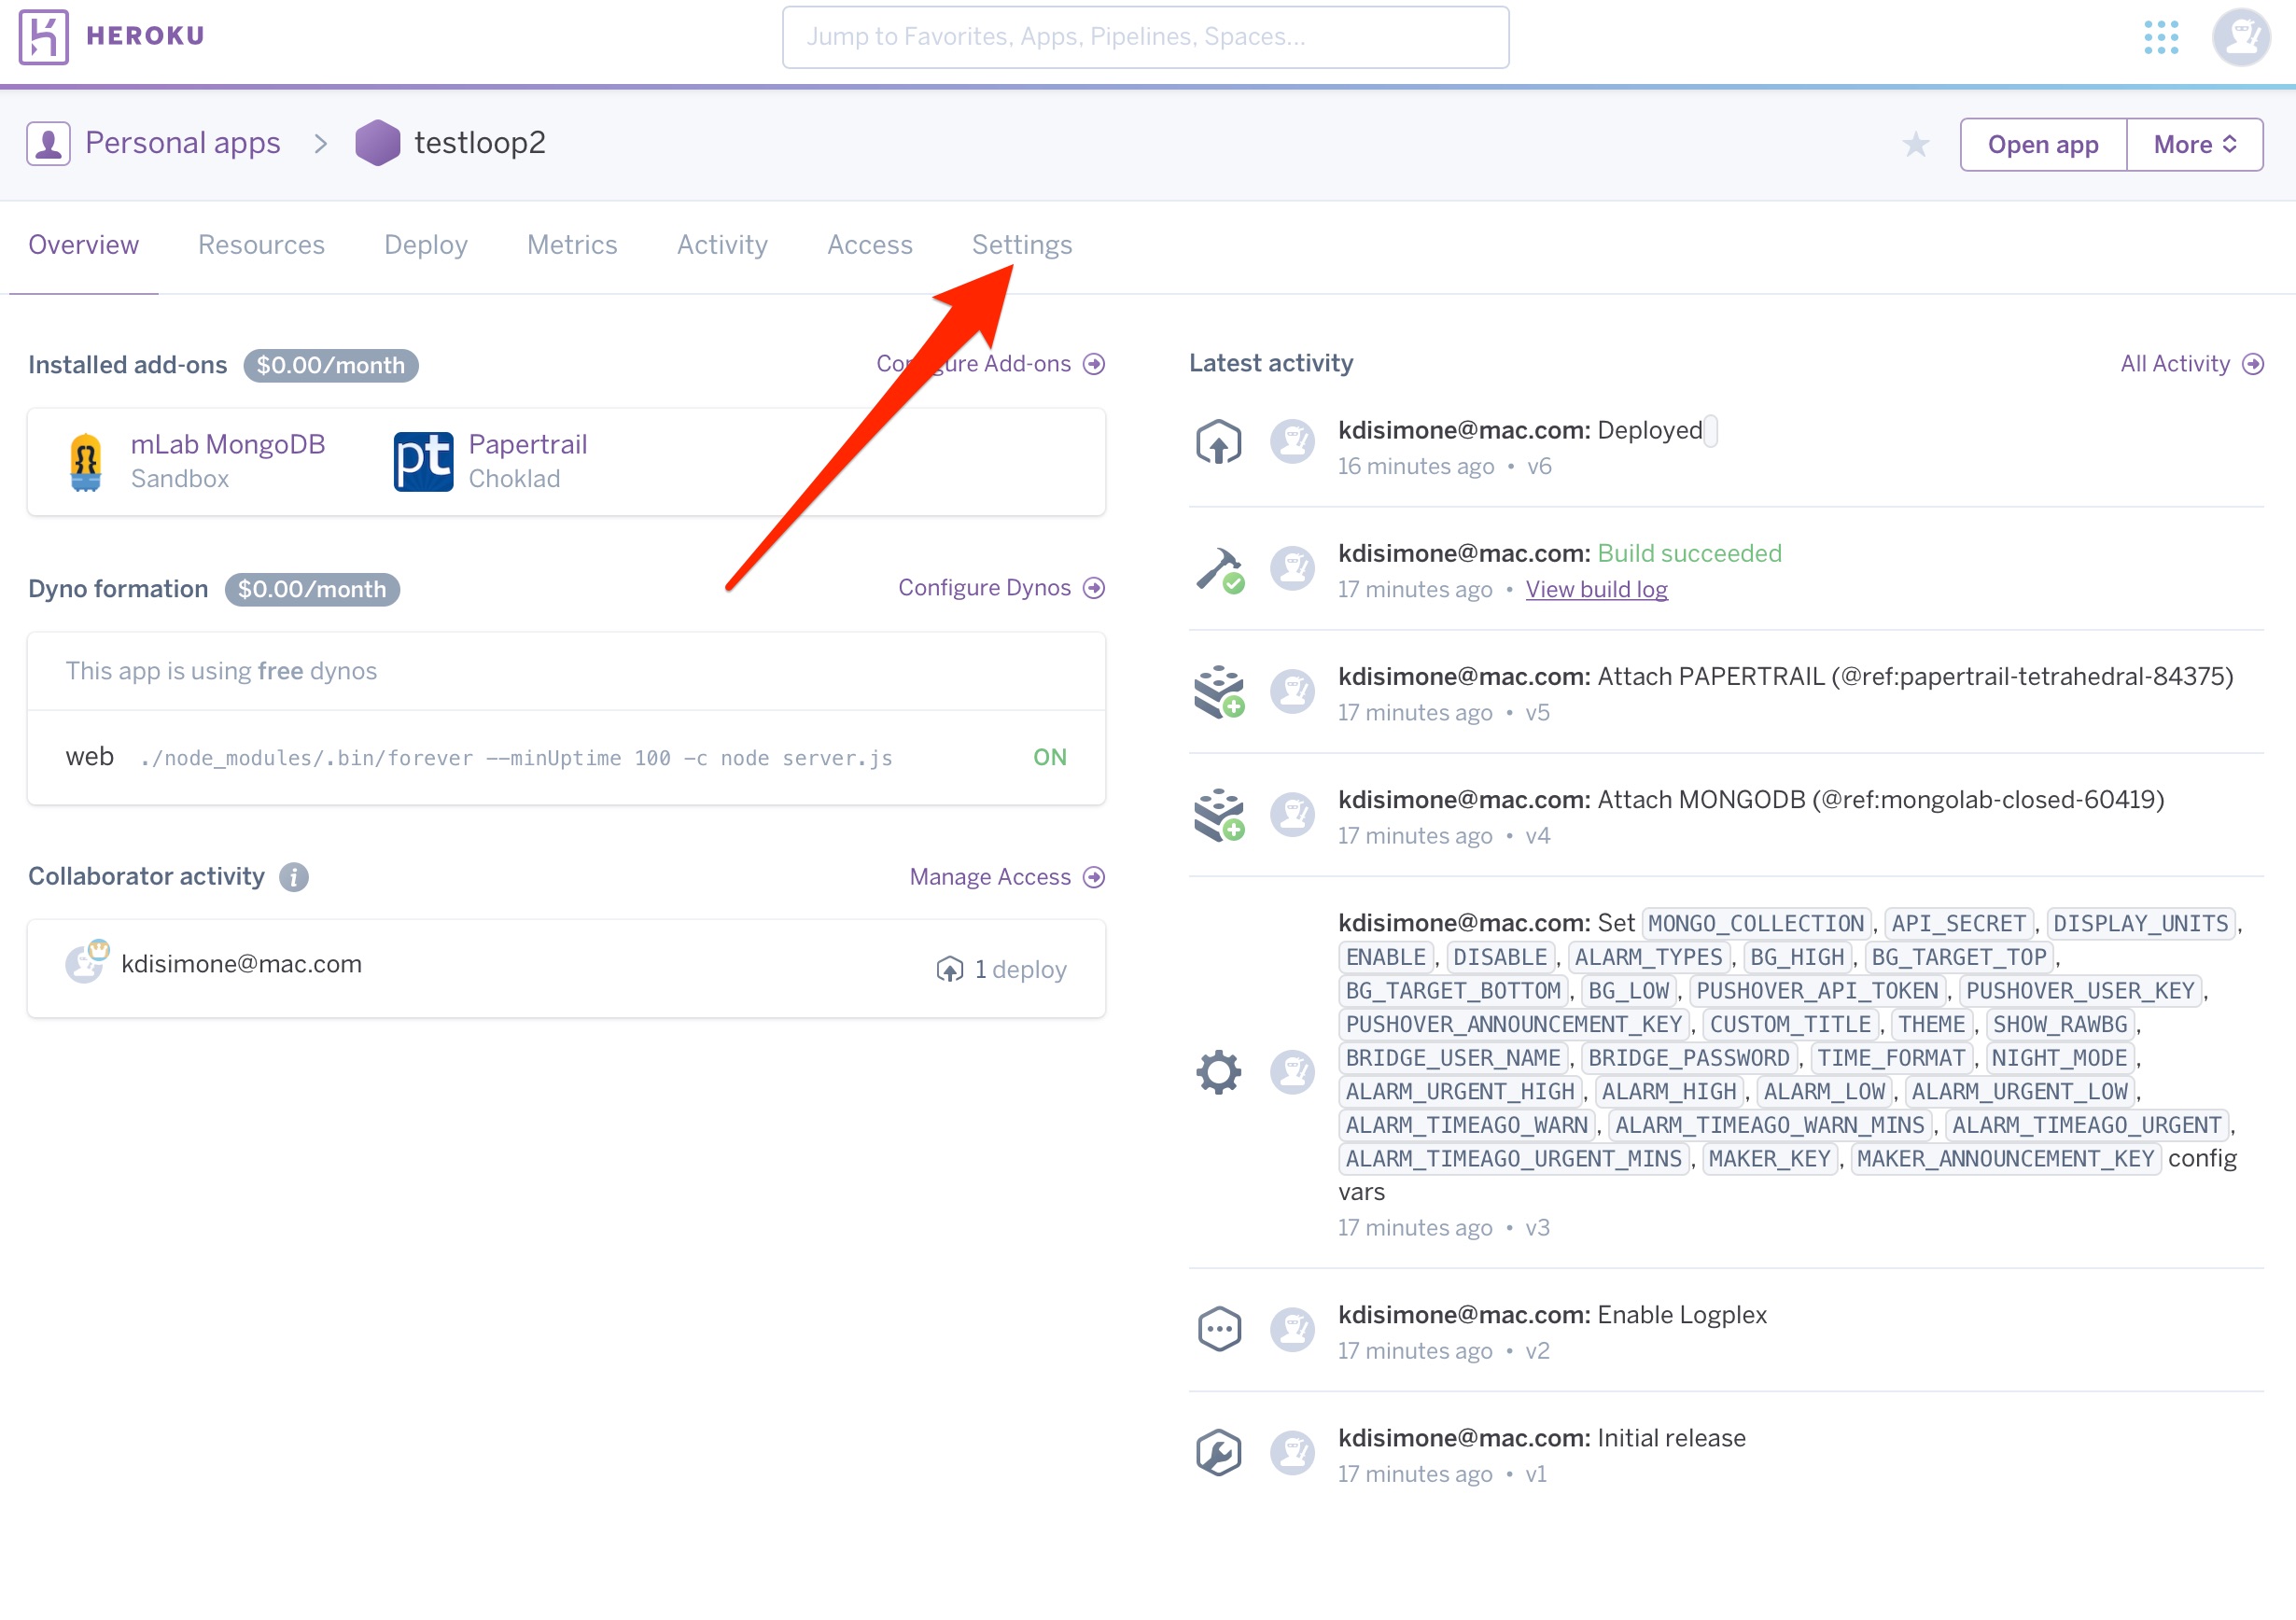 HEROKU
Jump to Favorites, Apps, Pipelines, Spaces...
Personal apps > testloop2
Open app
More
Overview
Resources
Deploy
Metrics
Activity
Access
Settings
Installed add-ons $0.00/month
Add-ons
mLab MongoDB
Sandbox
pt
Papertrail
Choklad
Dyno formation $0.00/month
Configure Dynos
This app is using free dynos
web ./node_modules/.bin/forever --minUptime 100 -c node server.js ON
Collaborator activity i
Manage Access
kdisimone@mac.com
1 deploy
Latest activity
All Activity
kdisimone@mac.com: Deployed
16 minutes ago • v6
kdisimone@mac.com: Build succeeded
17 minutes ago • View build log
kdisimone@mac.com: Attach PAPERTRAIL (@ref:papertrail-tetrahedral-84375)
17 minutes ago • v5
kdisimone@mac.com: Attach MONGODB (@ref:mongolab-closed-60419)
17 minutes ago • v4
kdisimone@mac.com: Set MONGO_COLLECTION, API_SECRET, DISPLAY_UNITS,
ENABLE, DISABLE, ALARM_TYPES, BG_HIGH, BG_TARGET_TOP,
BG_TARGET_BOTTOM, BG_LOW, PUSHOVER_API_TOKEN, PUSHOVER_USER_KEY,
PUSHOVER_ANNOUNCEMENT_KEY, CUSTOM_TITLE, THEME, SHOW_RAWBG,
BRIDGE_USER_NAME, BRIDGE_PASSWORD, TIME_FORMAT, NIGHT_MODE,
ALARM_URGENT_HIGH, ALARM_HIGH, ALARM_LOW, ALARM_URGENT_LOW,
ALARM_TIMEAGO_WARN, ALARM_TIMEAGO_WARN_MINS, ALARM_TIMEAGO_URGENT,
ALARM_TIMEAGO_URGENT_MINS, MAKER_KEY, MAKER_ANNOUNCEMENT_KEY config
vars
17 minutes ago • v3
kdisimone@mac.com: Enable Logplex
17 minutes ago • v2
kdisimone@mac.com: Initial release
17 minutes ago • v1